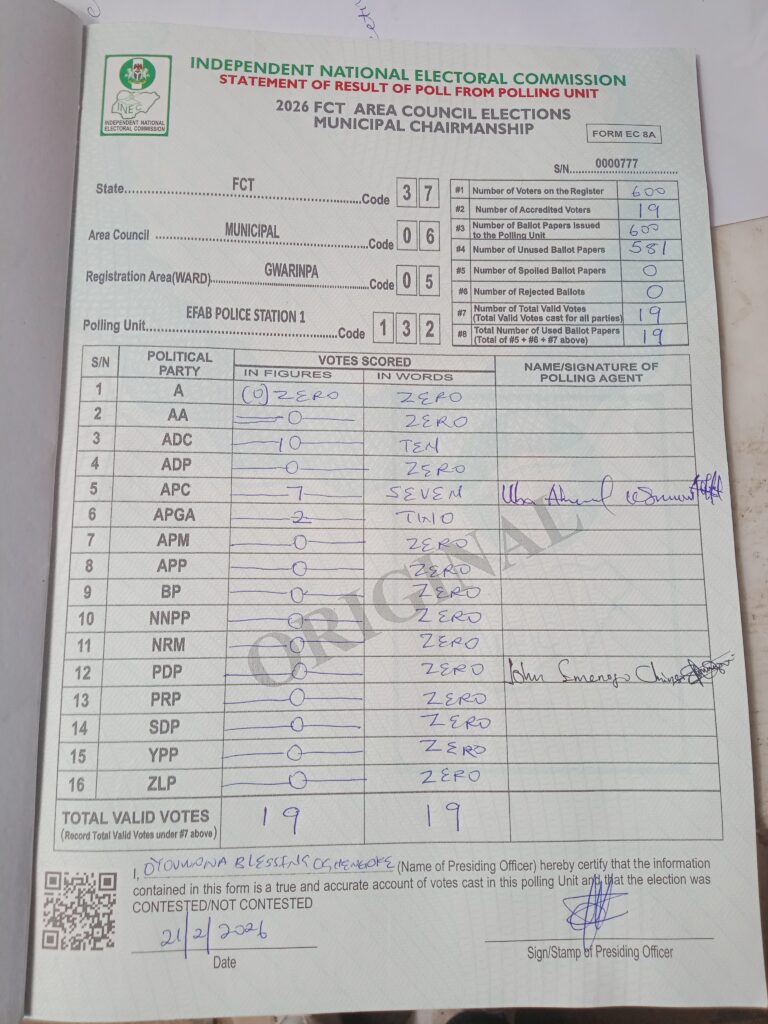 INDEPENDENT NATIONAL ELECTORAL COMMISSION
STATEMENT OF RESULT OF POLL FROM POLLING UNIT
2026 FCT AREA COUNCIL ELECTIONS
MUNICIPAL CHAIRMANSHIP
INEC
INDEPENDENT NATIONAL
ELECTORAL COMMISSION
FORM EC 8A
S/N 0000777
State FCT Code 3 7
Area Council MUNICIPAL Code 0 6
Registration Area(WARD) GWARINPA Code 0 5
Polling Unit EFAB POLICE STATION 1 Code 1 3 2
#1 Number of Voters on the Register 600
#2 Number of Accredited Voters 19
#3 Number of Ballot Papers Issued to the Polling Unit 600
#4 Number of Unused Ballot Papers 581
#5 Number of Spoiled Ballot Papers 0
#6 Number of Rejected Ballots 0
#7 Number of Total Valid Votes (Total Valid Votes cast for all parties) 19
#8 Total Number of Used Ballot Papers (Total of #5 + #6 + #7 above) 19
S/N POLITICAL PARTY VOTES SCORED NAME/SIGNATURE OF POLLING AGENT
IN FIGURES IN WORDS
1 A (0) ZERO ZERO
2 AA 0 ZERO
3 ADC 10 TEN
4 ADP 0 ZERO
5 APC 7 SEVEN
6 APGA 2 TWO
7 APM 0 ZERO
8 APP 0 ZERO
9 BP 0 ZERO
10 NNPP 0 ZERO
11 NRM 0 ZERO
12 PDP 0 ZERO John
13 PRP 0 ZERO
14 SDP 0 ZERO
15 YPP 0 ZERO
16 ZLP 0 ZERO
ORIGINAL
TOTAL VALID VOTES 19 19
(Record Total Valid Votes under #7 above)
I, BLESSING (Name of Presiding Officer) hereby certify that the information
contained in this form is a true and accurate account of votes cast in this polling Unit and that the election was
CONTESTED/NOT CONTESTED
21/2/2026
Date
Sign/Stamp of Presiding Officer